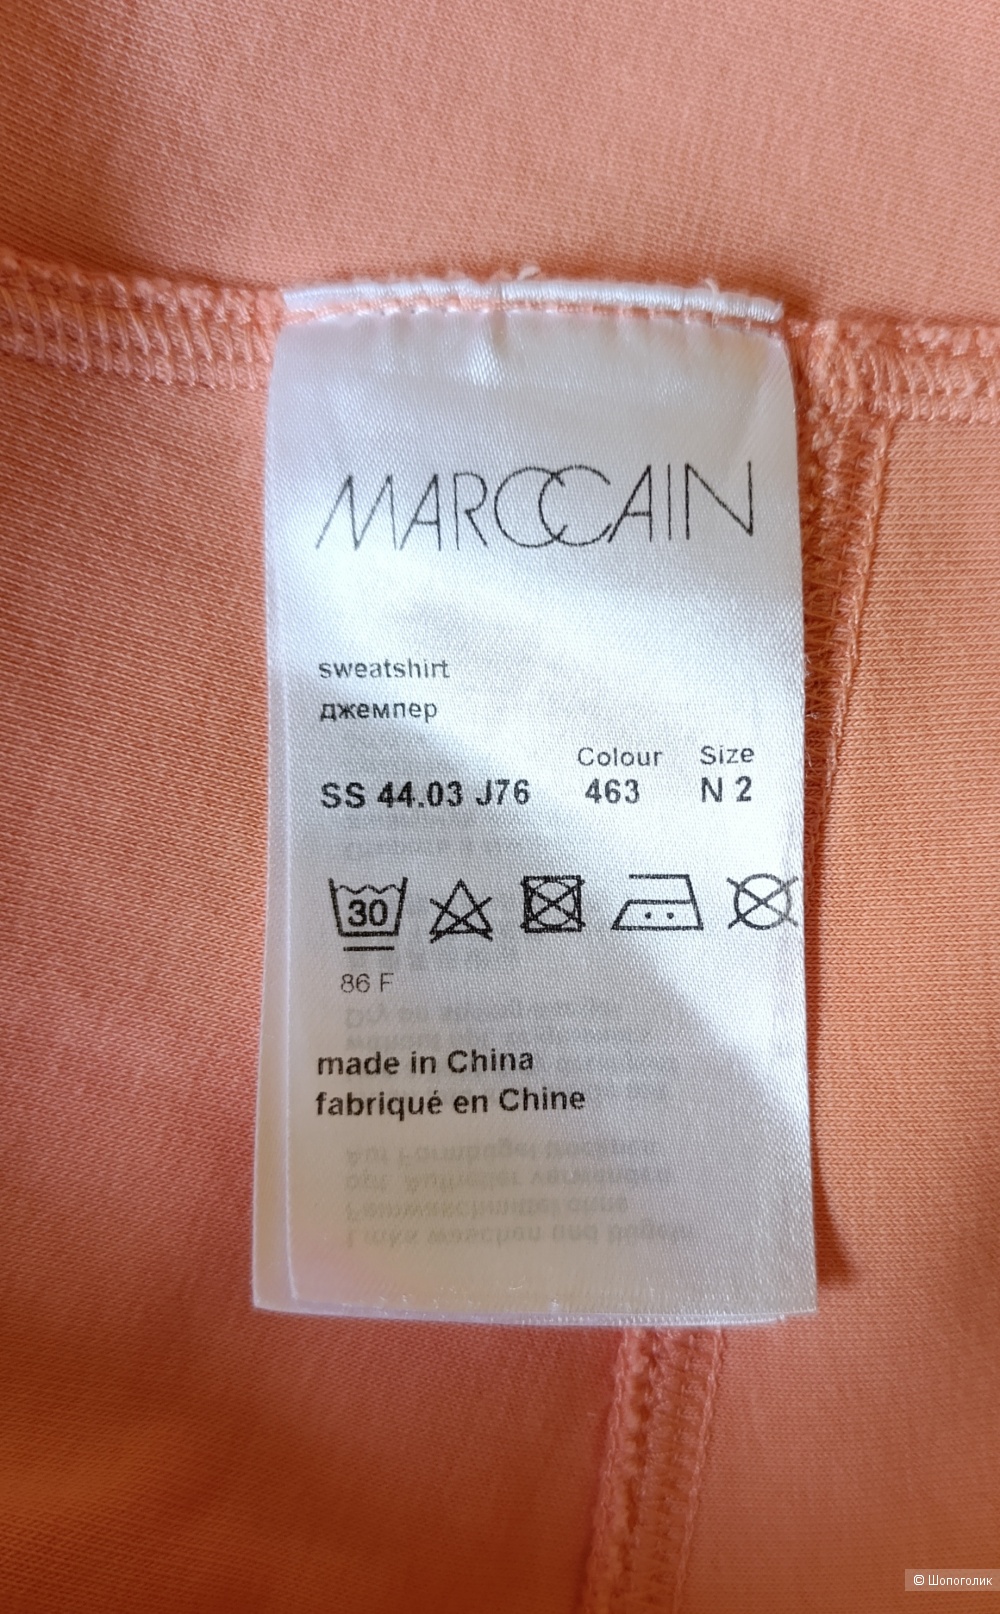 MARCCAIN
sweatshirt
джемпер
Colour Size
SS 44.03 J76 463 N 2
30
86 F
made in China
fabriqué en Chine
© Шопоголик